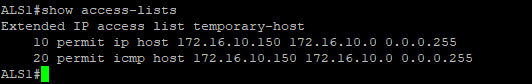 ALS1#show access-lists
Extended IP access list temporary-host
    10 permit ip host 172.16.10.150 172.16.10.0 0.0.0.255
    20 permit icmp host 172.16.10.150 172.16.10.0 0.0.0.255
ALS1#